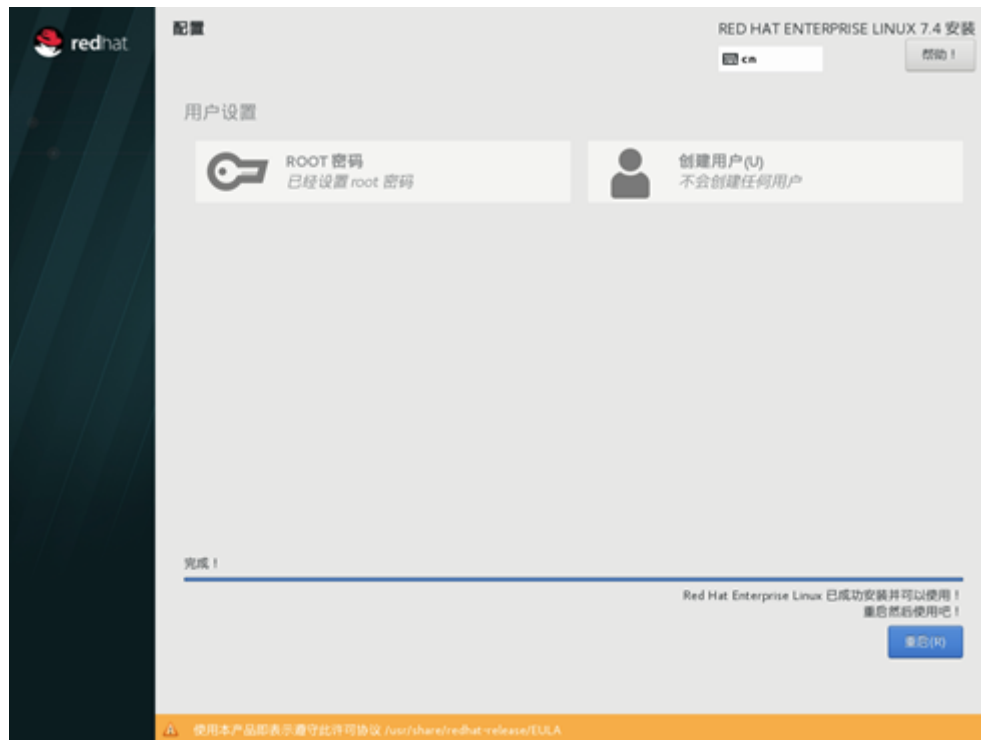 redhat
配置
RED HAT ENTERPRISE LINUX 7.4 安装
cn
帮助！
用户设置
ROOT 密码
已经设置 root 密码
创建用户(U)
不会创建任何用户
完成！
Red Hat Enterprise Linux 已成功安装并可以使用！
重启然后使用吧！
重启(R)
使用本产品即表示遵守此许可协议 /usr/share/redhat-release/EULA